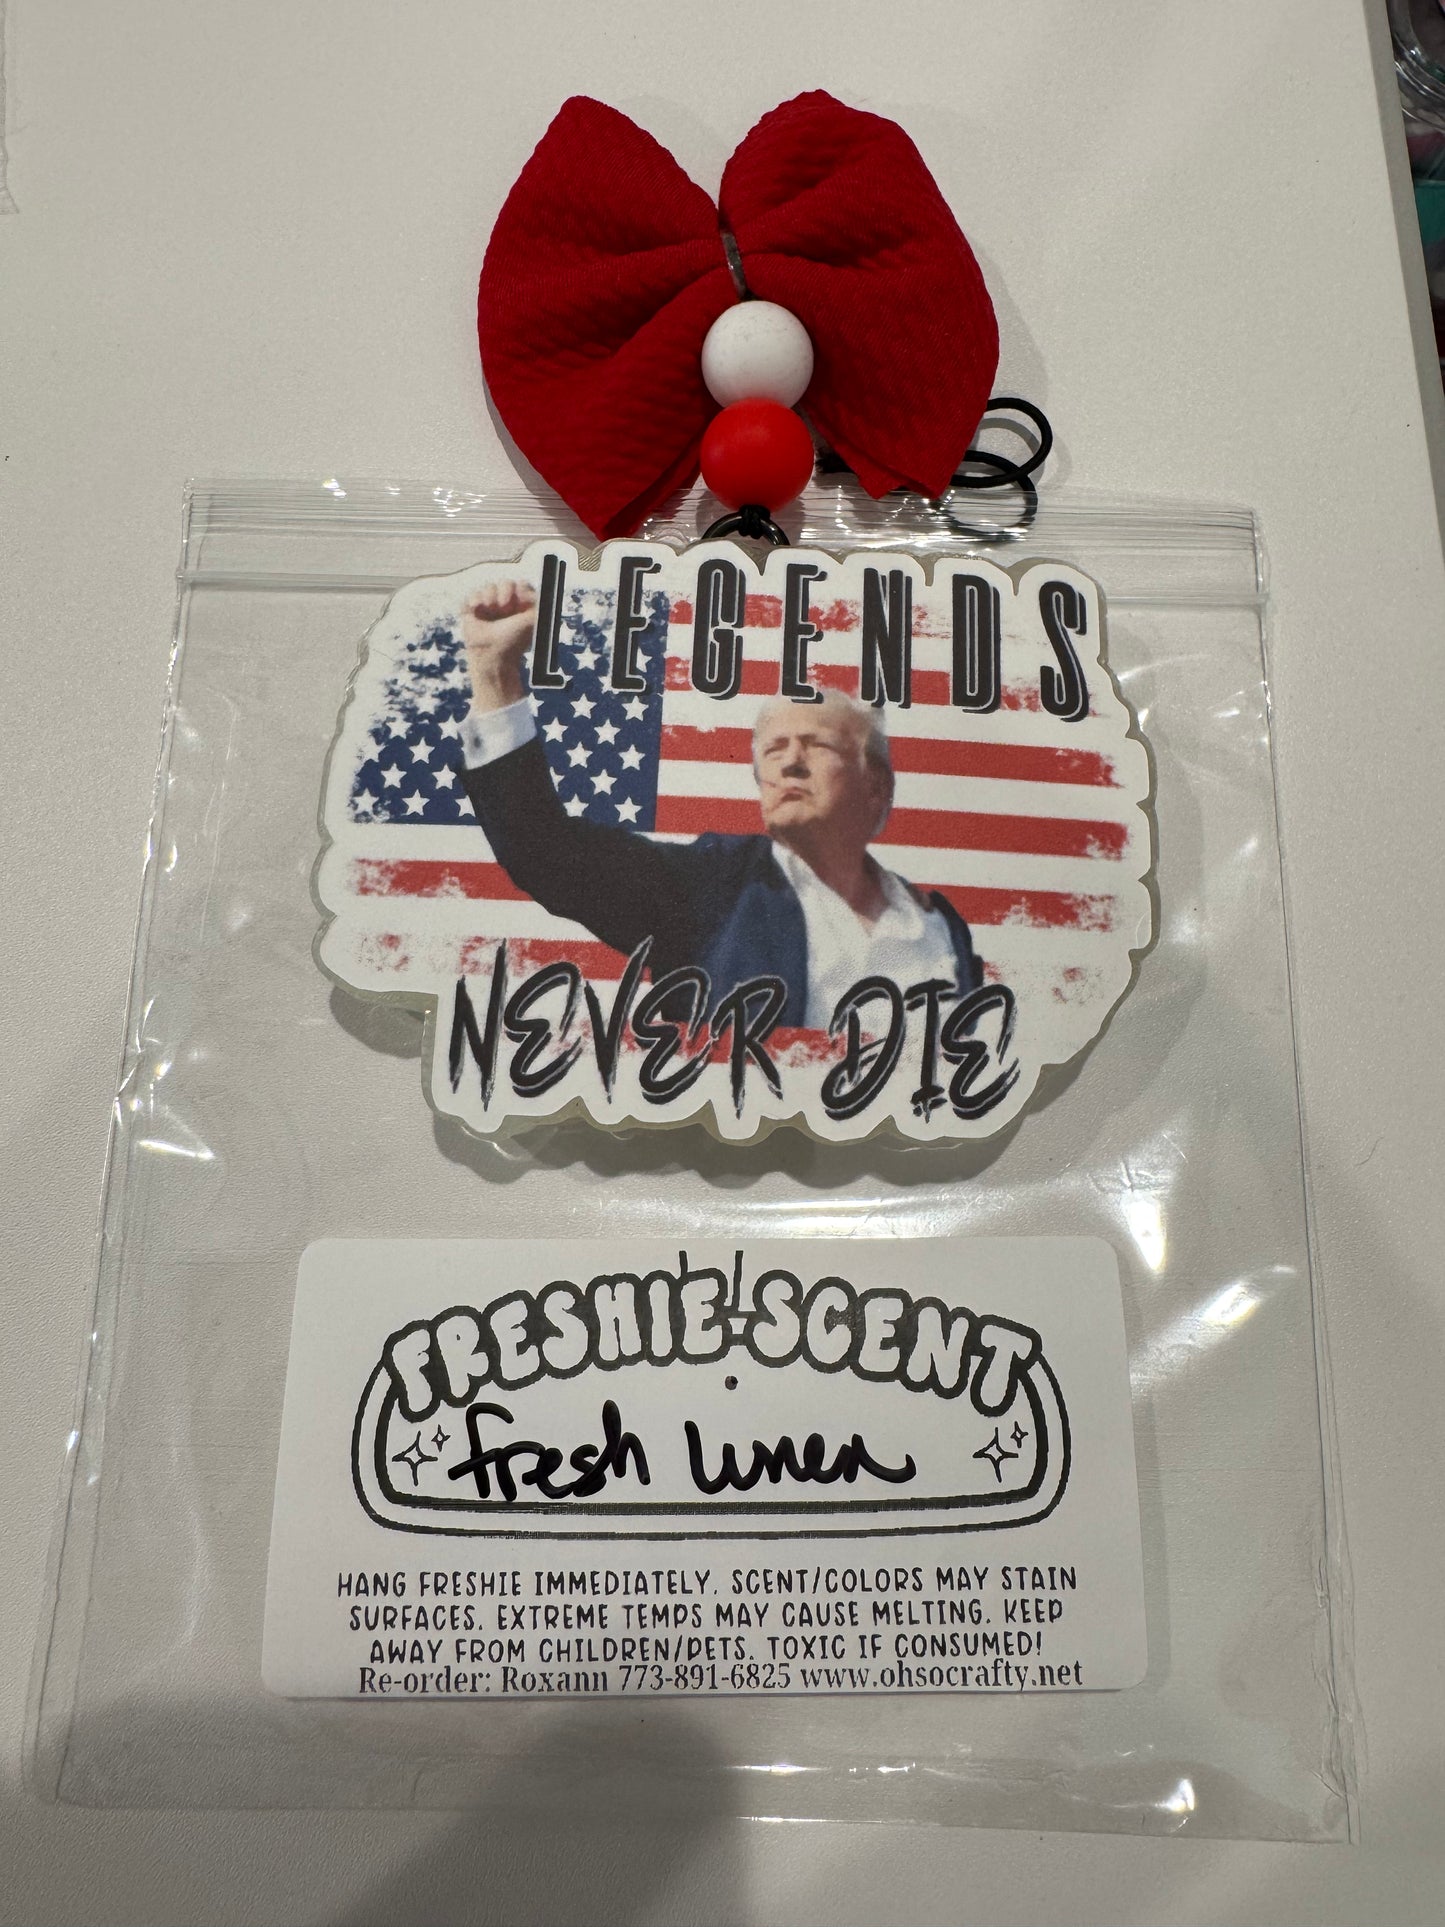 LEGENDS
NEVER DIE
FRESHIE SCENT
fresh linen
HANG FRESHIE IMMEDIATELY. SCENT/COLORS MAY STAIN
SURFACES. EXTREME TEMPS MAY CAUSE MELTING. KEEP
AWAY FROM CHILDREN/PETS. TOXIC IF CONSUMED!
Re-order: Roxann 773-891-6825 www.ohsocrafty.net